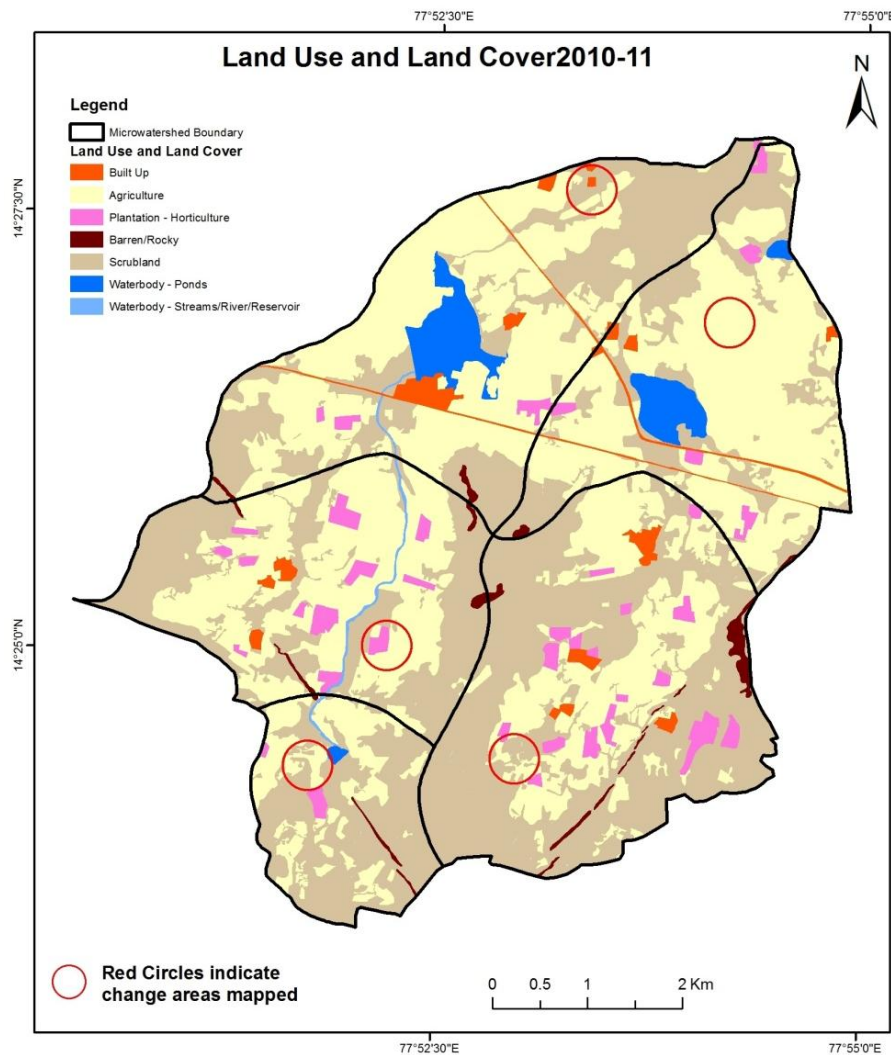 77°52'30"E
77°55'0"E
Land Use and Land Cover2010-11
N
Legend
Microwatershed Boundary
Land Use and Land Cover
Built Up
Agriculture
Plantation - Horticulture
Barren/Rocky
Scrubland
Waterbody - Ponds
Waterbody - Streams/River/Reservoir
14°27'30"N
14°25'0"N
Red Circles indicate
change areas mapped
0 0.5 1 2 Km
77°52'30"E
77°55'0"E